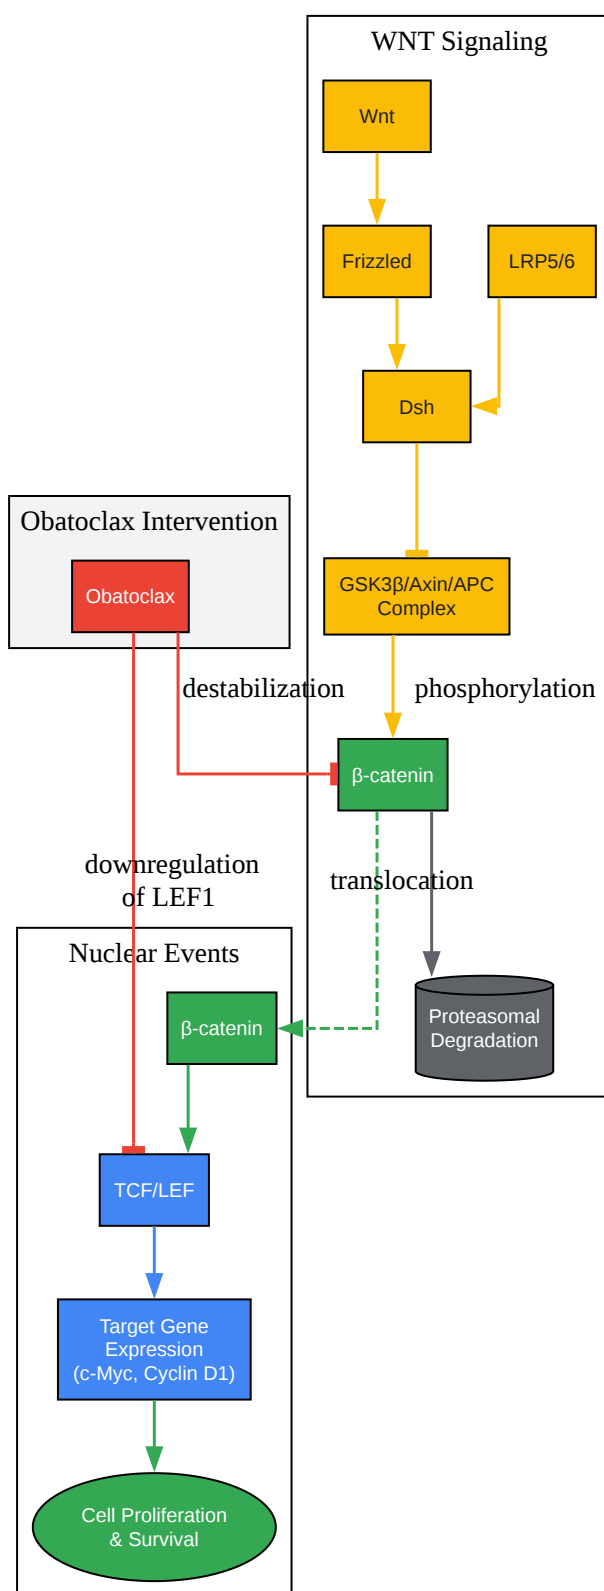 WNT Signaling
Wnt
Frizzled
LRP5/6
Dsh
Obatoclax Intervention
Obatoclax
GSK3β/Axin/APC
Complex
destabilization
phosphorylation
β-catenin
downregulation
of LEF1
translocation
Nuclear Events
β-catenin
Proteasomal
Degradation
TCF/LEF
Target Gene
Expression
(c-Myc, Cyclin D1)
Cell Proliferation
& Survival